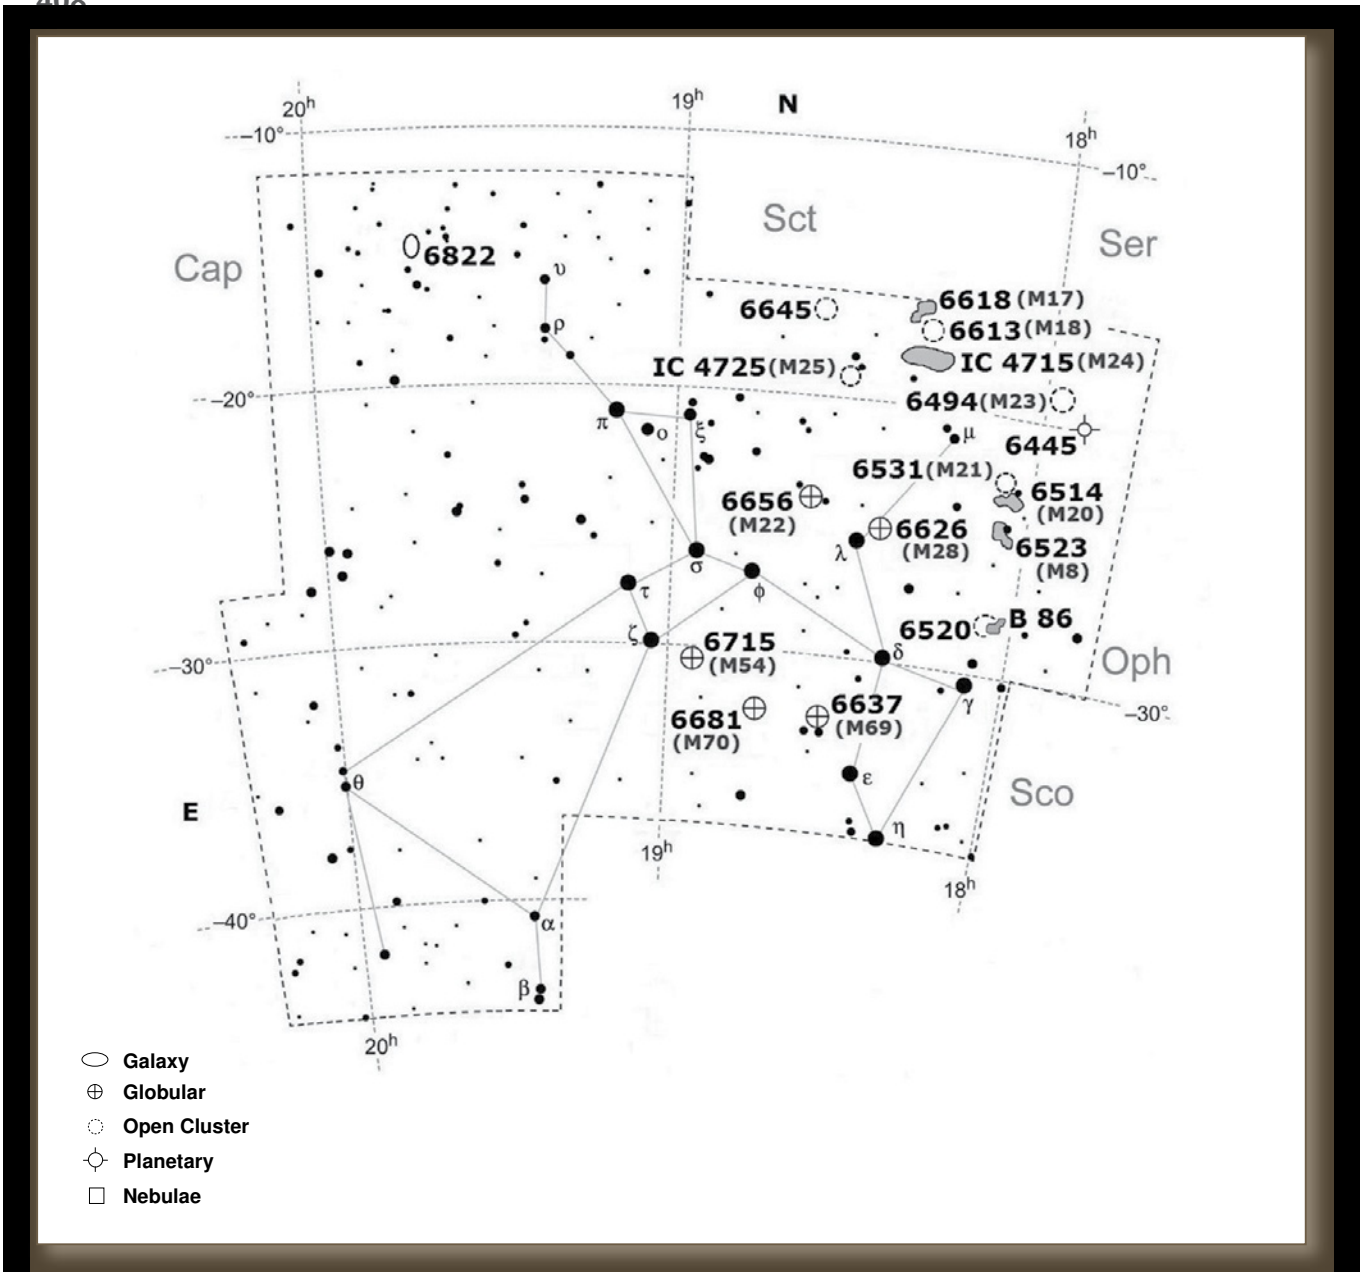 20h
19h
N
18h
–10°
–10°
Sct
Ser
Cap
6822
υ
6645
6618 (M17)
6613 (M18)
ρ
IC 4725 (M25)
IC 4715 (M24)
–20°
6494 (M23)
π
ο
ξ
μ
6445
6531 (M21)
6656
(M22)
6514
(M20)
6626
(M28)
λ
6523
(M8)
σ
τ
ϕ
ζ
6520
B 86
6715
(M54)
δ
–30°
Oph
γ
–30°
6681
(M70)
6637
(M69)
θ
ε
Sco
E
η
19h
18h
–40°
α
β
20h
Galaxy
Globular
Open Cluster
Planetary
Nebulae